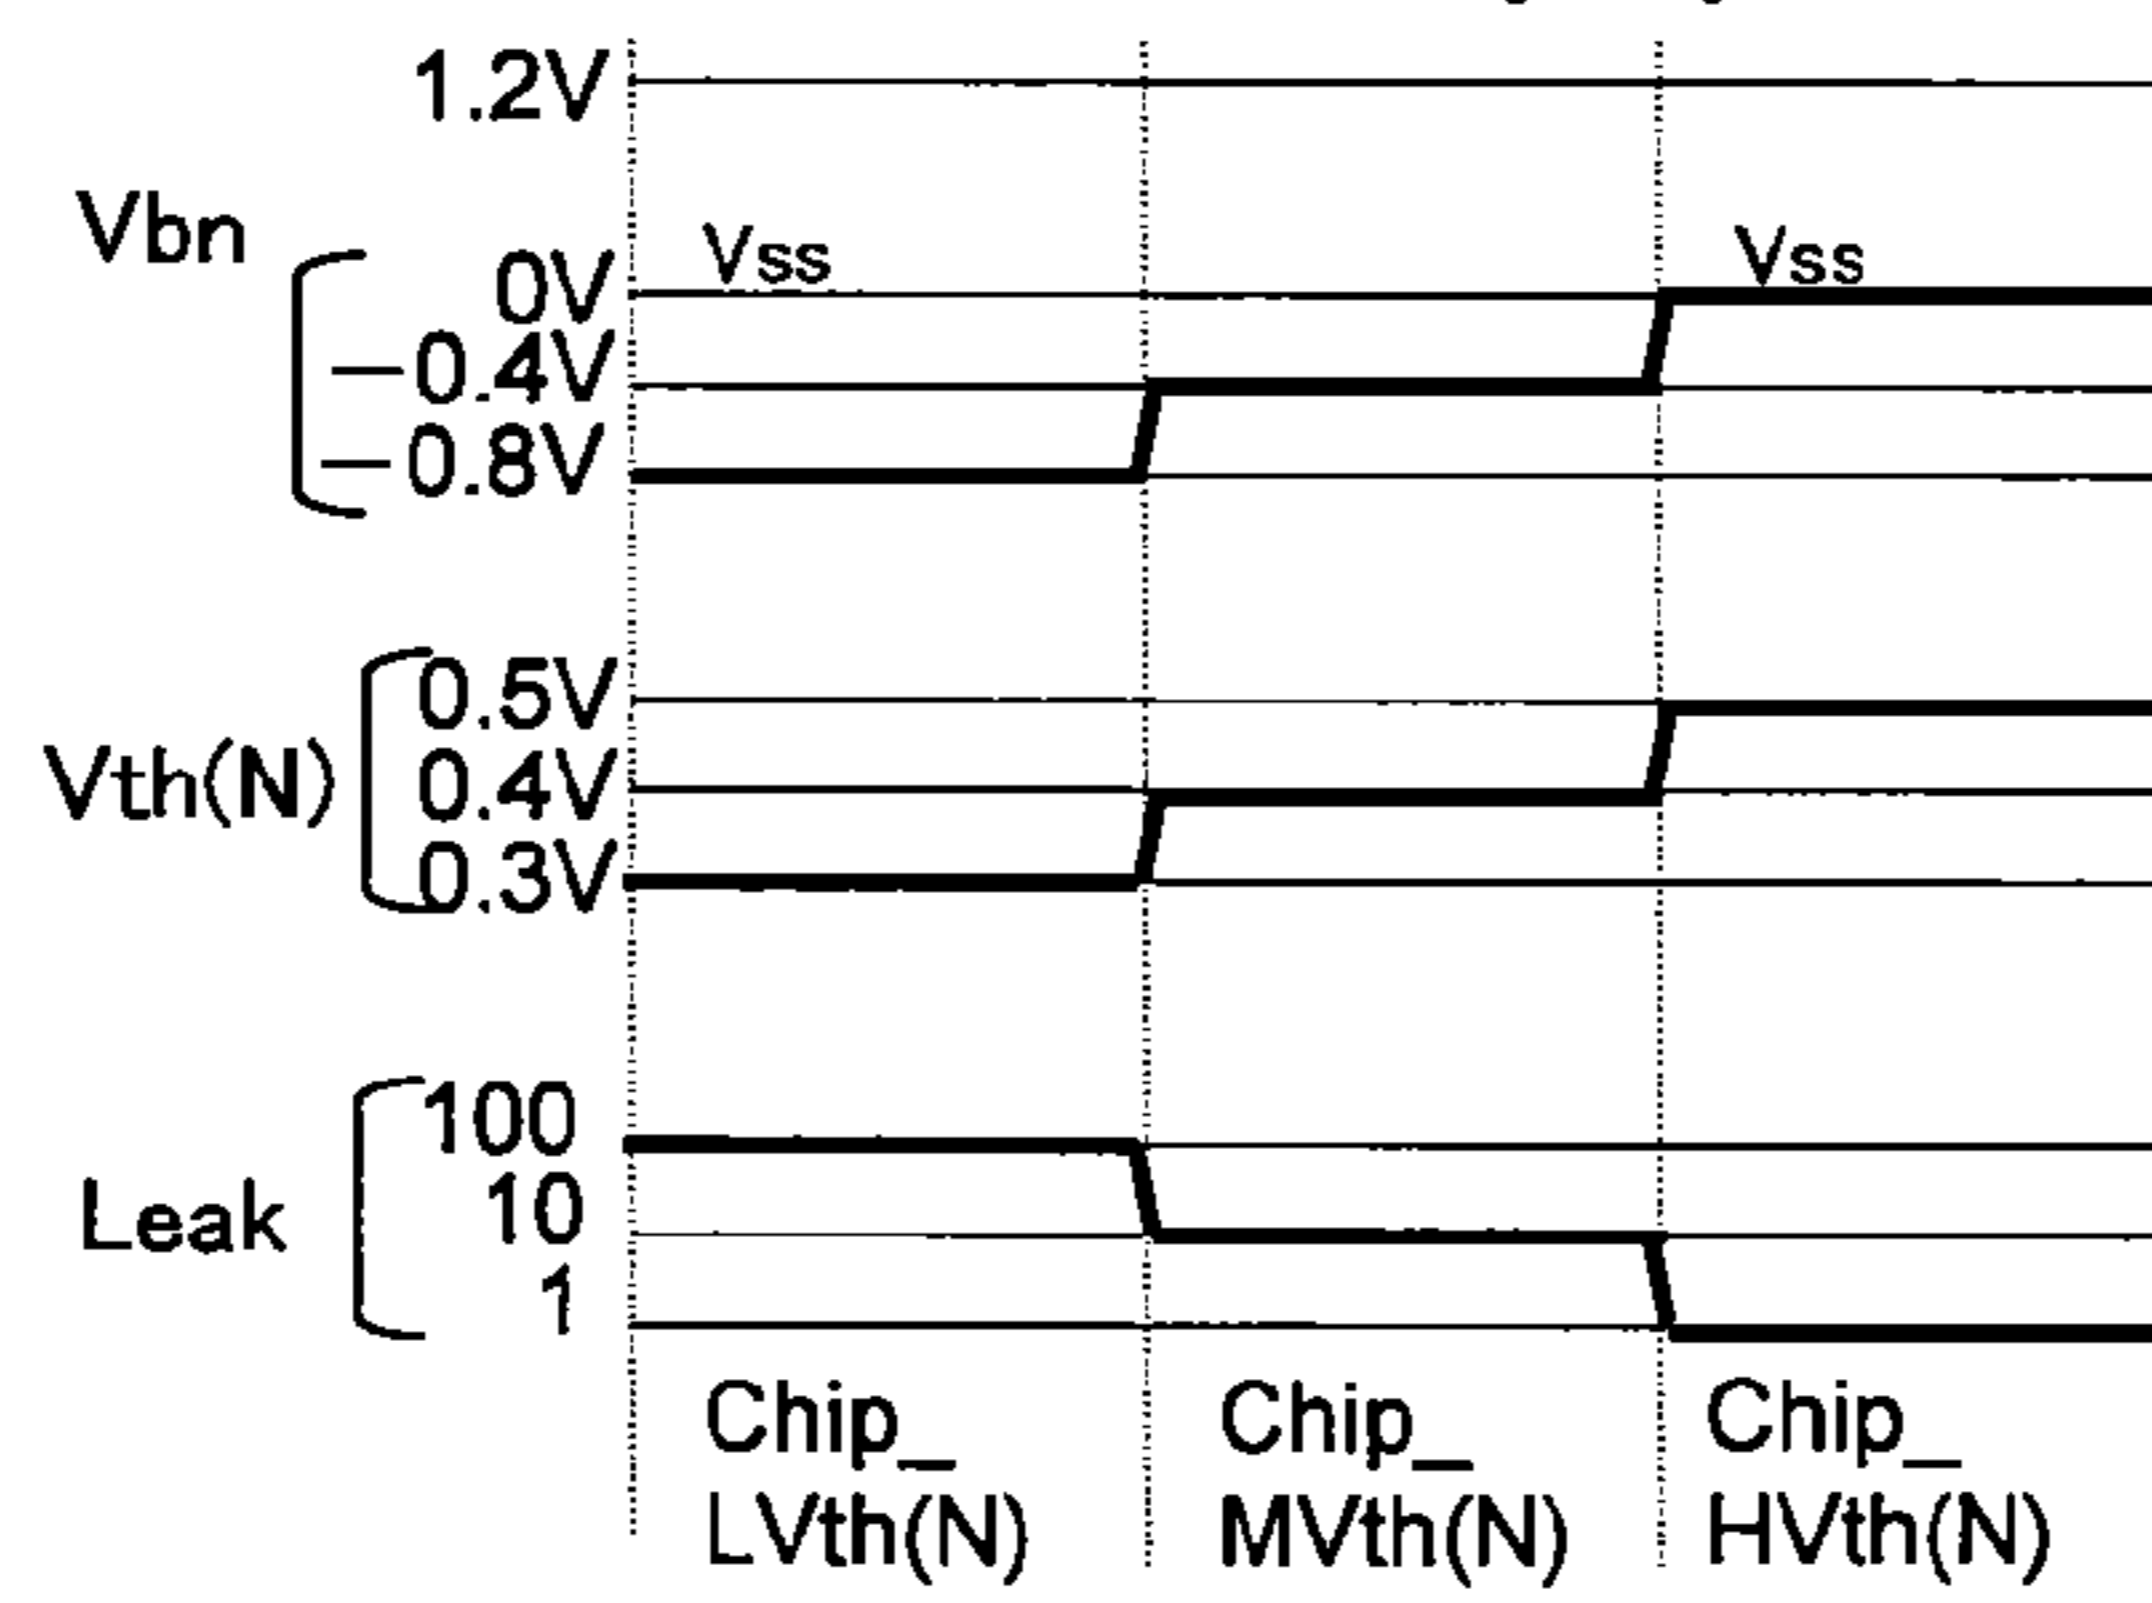 1.2V
Vbn
0V
Vss
Vss
−0.4V
−0.8V
0.5V
Vth(N)
0.4V
0.3V
100
Leak
10
1
Chip_
LVth(N)
Chip_
MVth(N)
Chip_
HVth(N)